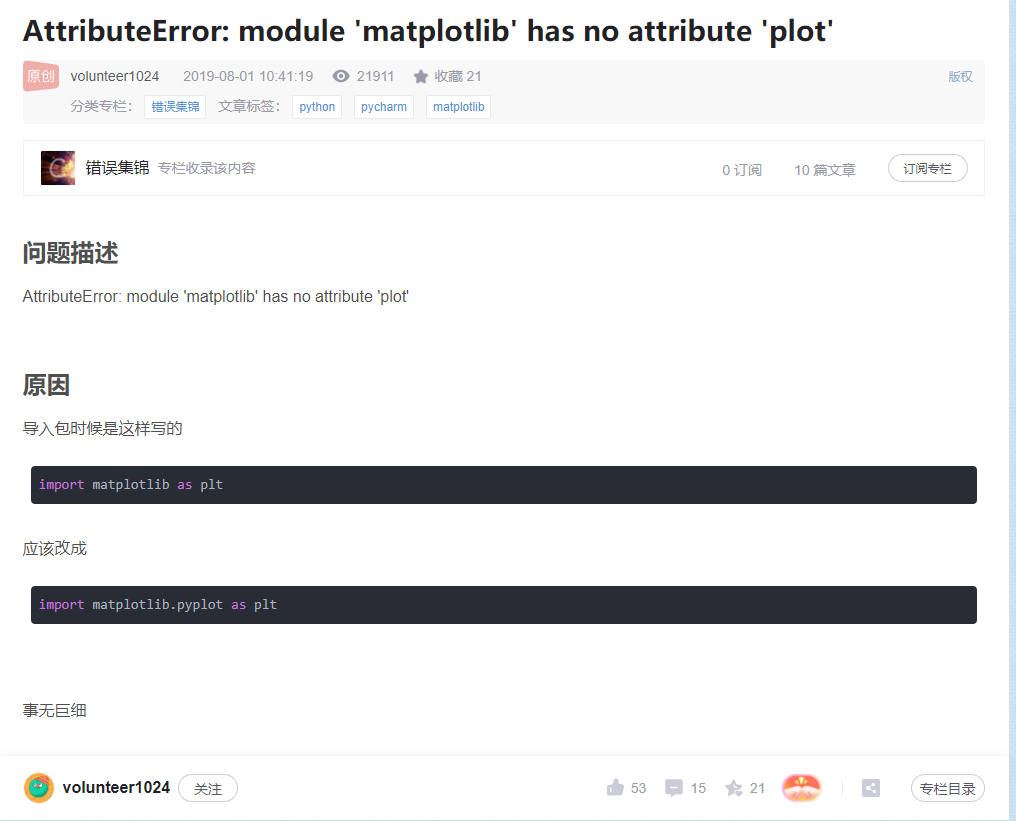 AttributeError: module 'matplotlib' has no attribute 'plot'
原创 volunteer1024 2019-08-01 10:41:19 21911 收藏 21 版权
分类专栏： 错误集锦 文章标签： python pycharm matplotlib
错误集锦 专栏收录该内容 0 订阅 10 篇文章 订阅专栏
问题描述
AttributeError: module 'matplotlib' has no attribute 'plot'
原因
导入包时候是这样写的
import matplotlib as plt
应该改成
import matplotlib.pyplot as plt
事无巨细
volunteer1024 关注 53 15 21 专栏目录